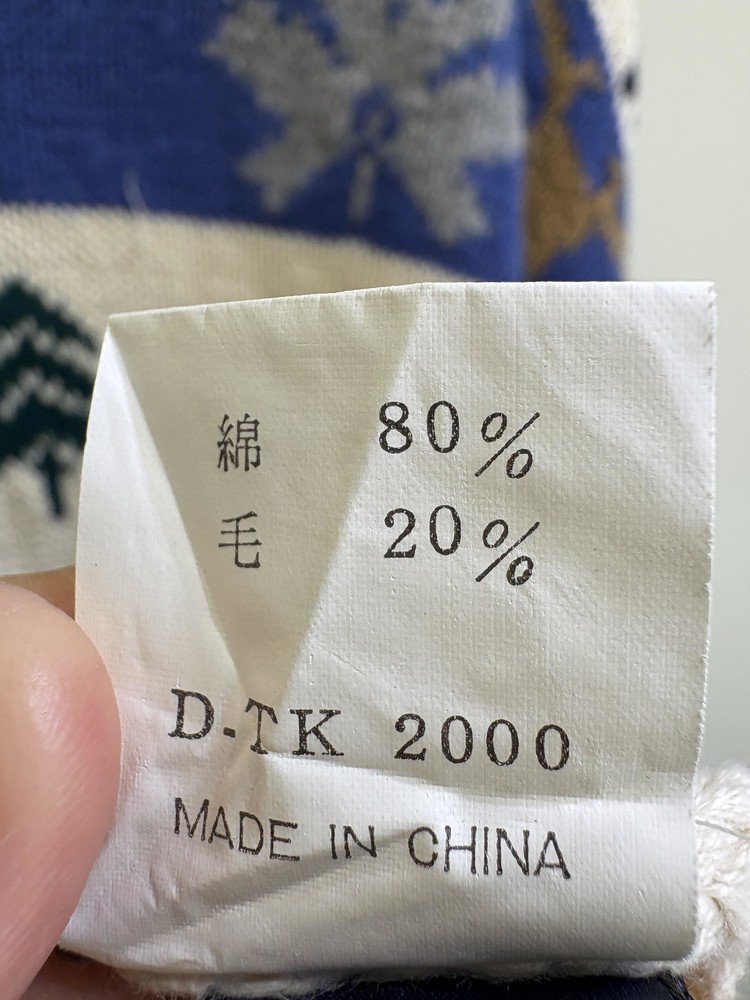 綿 80%
毛 20%
D-TK 2000
MADE IN CHINA